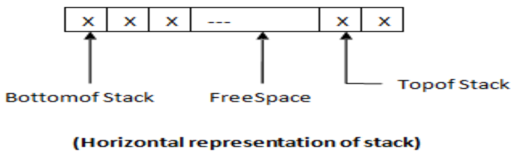 x x x --- x x
Topof Stack
Bottomof Stack FreeSpace
(Horizontal representation of stack)